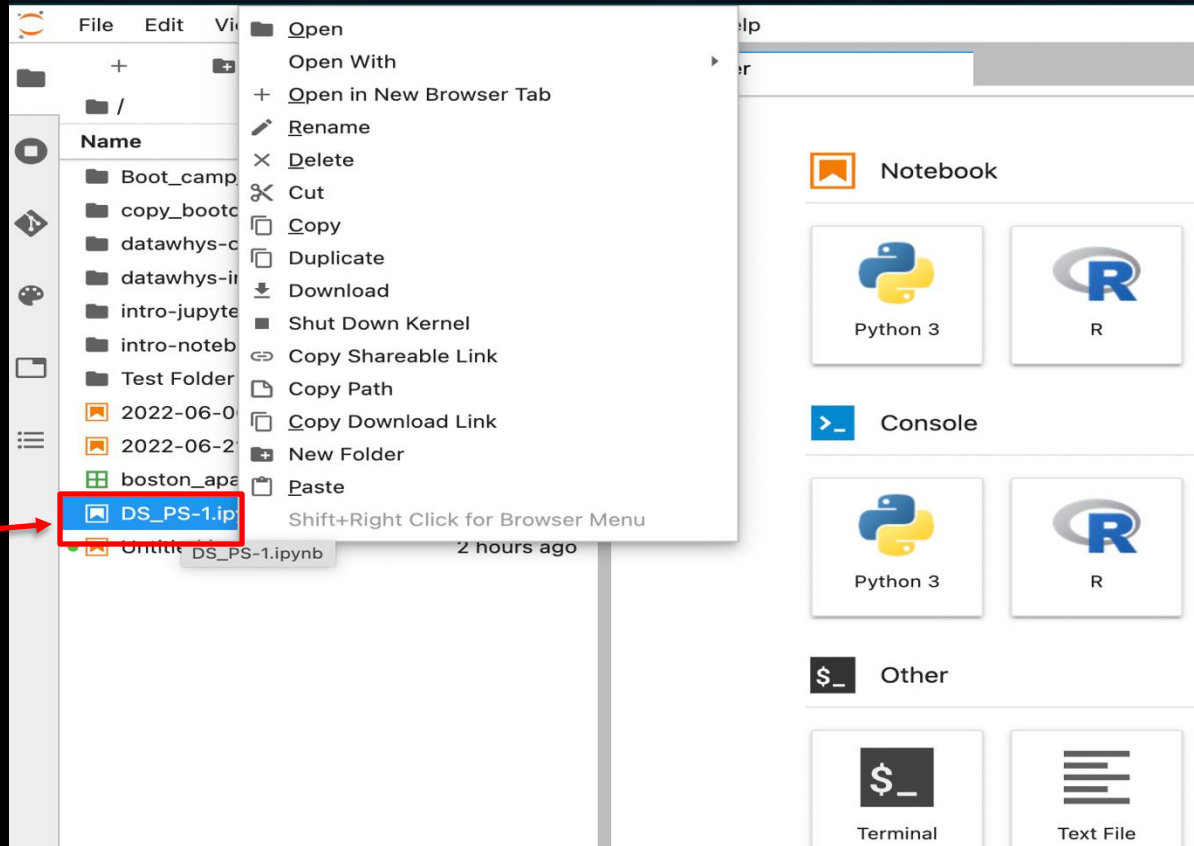 File Edit
+
/
Name
Boot_camp
copy_bootc
datawhys-c
datawhys-i
intro-jupyte
intro-noteb
Test Folder
2022-06-0
2022-06-2
boston_apa
DS_PS-1.ip
DS_PS-1.ipynb
2 hours ago
Open
Open With
Open in New Browser Tab
Rename
Delete
Cut
Copy
Duplicate
Download
Shut Down Kernel
Copy Shareable Link
Copy Path
Copy Download Link
New Folder
Paste
Shift+Right Click for Browser Menu
lp
er
Notebook
Python 3
R
R
>_
Console
Python 3
R
R
$_
Other
$_
Terminal
Text File